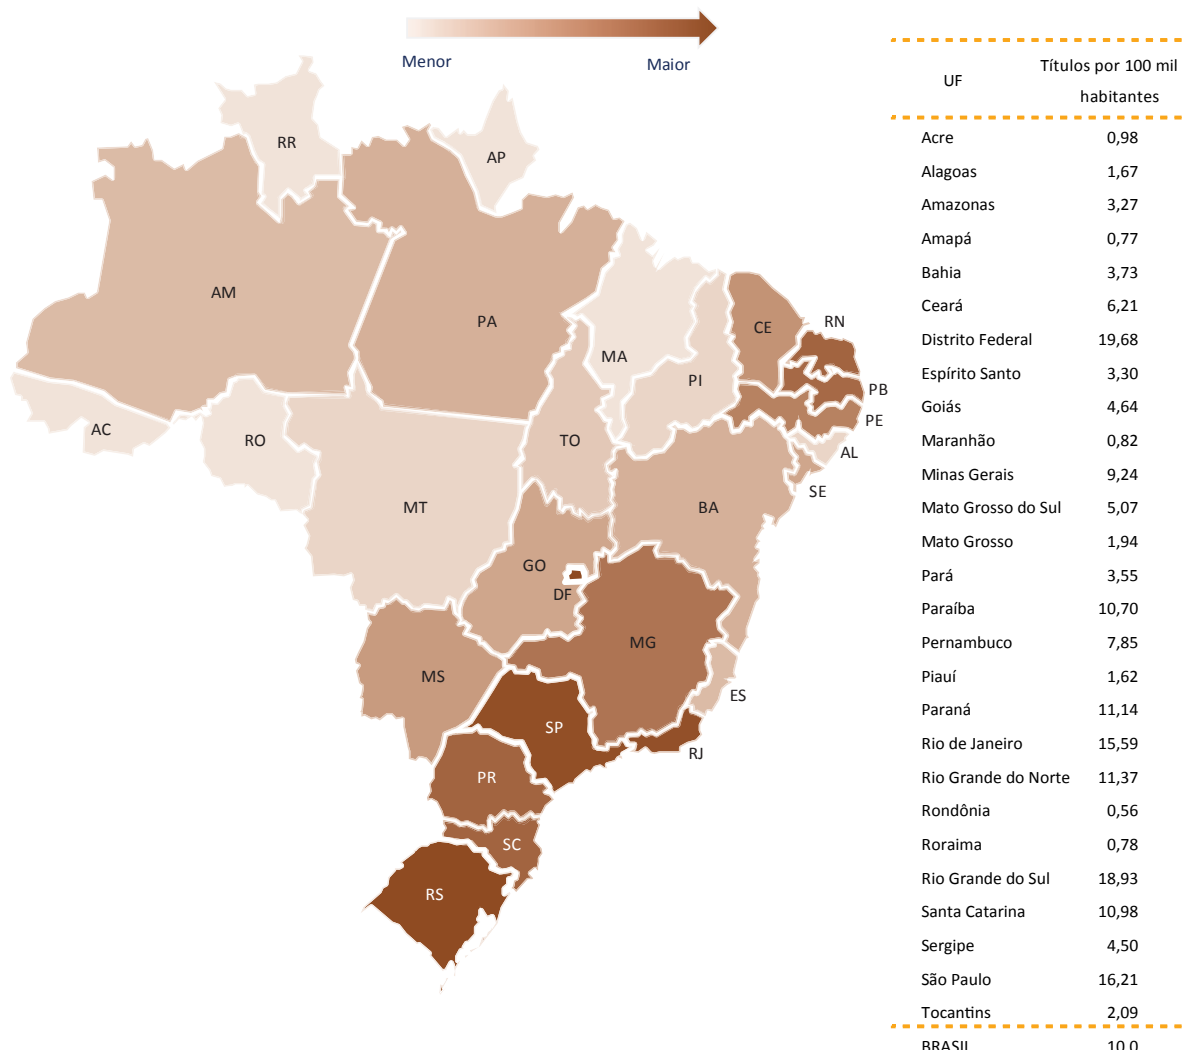 Menor
Maior
RR
AP
AM
PA
MA
CE
RN
PI
PB
PE
AC
RO
TO
AL
SE
MT
BA
GO
DF
MG
MS
ES
SP
RJ
PR
SC
RS
UF
Títulos por 100 mil
habitantes
Acre 0,98
Alagoas 1,67
Amazonas 3,27
Amapá 0,77
Bahia 3,73
Ceará 6,21
Distrito Federal 19,68
Espírito Santo 3,30
Goiás 4,64
Maranhão 0,82
Minas Gerais 9,24
Mato Grosso do Sul 5,07
Mato Grosso 1,94
Pará 3,55
Paraíba 10,70
Pernambuco 7,85
Piauí 1,62
Paraná 11,14
Rio de Janeiro 15,59
Rio Grande do Norte 11,37
Rondônia 0,56
Roraima 0,78
Rio Grande do Sul 18,93
Santa Catarina 10,98
Sergipe 4,50
São Paulo 16,21
Tocantins 2,09
BRASIL 10,0